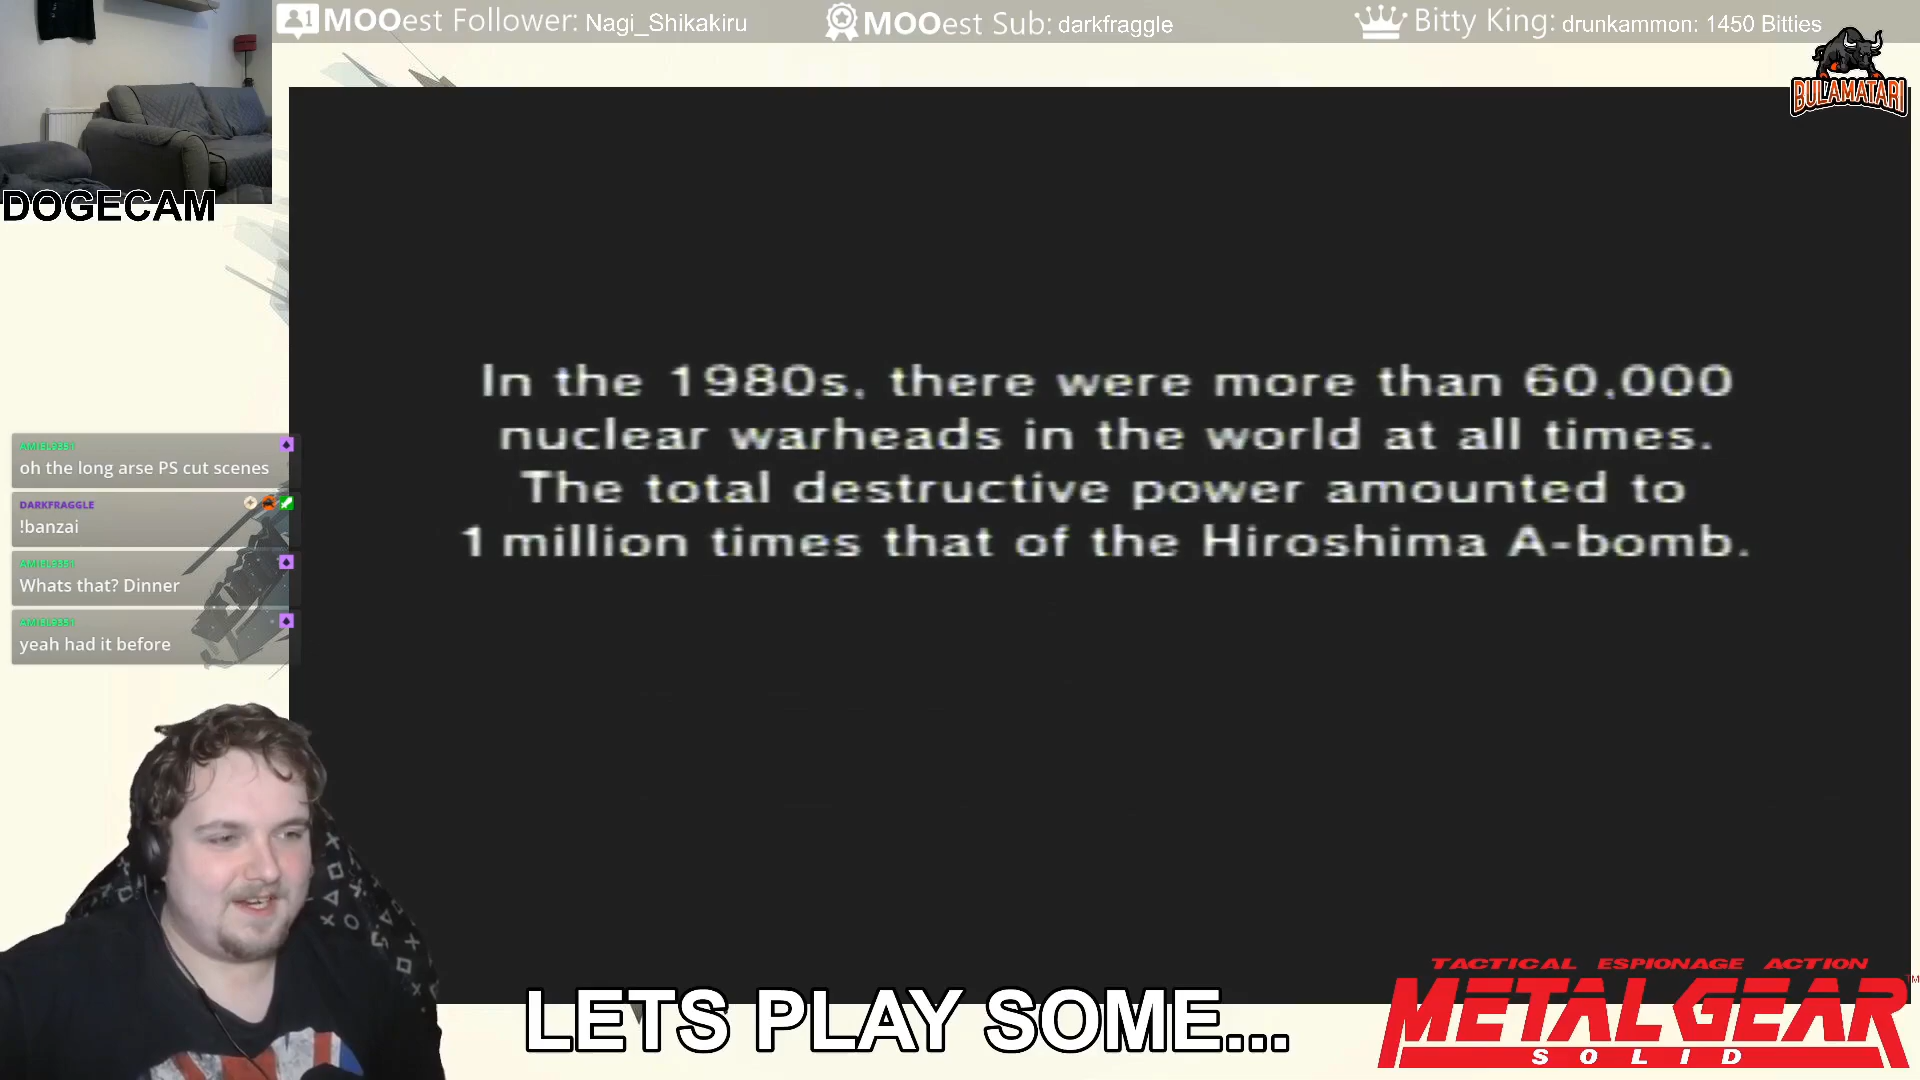 MOOest Follower: Nagi_Shikakiru
MOOest Sub: darkfraggle
Bitty King: drunkammon: 1450 Bitties
BULAMATARI
DOGECAM
In the 1980s, there were more than 60,000
nuclear warheads in the world at all times.
The total destructive power amounted to
1 million times that of the Hiroshima A-bomb.
oh the long arse PS cut scenes
DARKFRAGGLE
!banzai
Whats that? Dinner
yeah had it before
LETS PLAY SOME...
TACTICAL ESPIONAGE ACTION
METAL GEAR
SOLID
TM